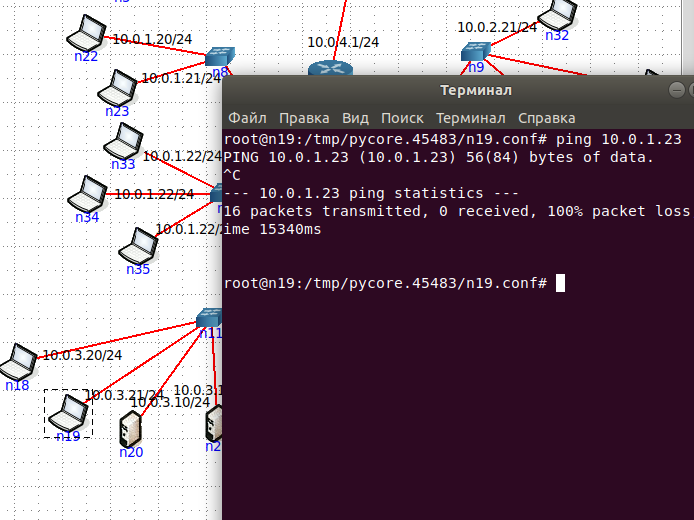 10.0.1.20/24
n22
n8
10.0.4.1/24
10.0.2.21/24
n32
n9
10.0.1.21/24
n23
Терминал
Файл Правка Вид Поиск Терминал Справка
root@n19:/tmp/pycore.45483/n19.conf# ping 10.0.1.23
PING 10.0.1.23 (10.0.1.23) 56(84) bytes of data.
^C
--- 10.0.1.23 ping statistics ---
16 packets transmitted, 0 received, 100% packet loss
ime 15340ms
root@n19:/tmp/pycore.45483/n19.conf#
n33
10.0.1.22/24
n34
10.0.1.22/24
n35
10.0.1.22/2
n11
10.0.3.20/24
n18
10.0.3.21/24
n19
10.0.3.10/24
n20
10.0.3.1
n2